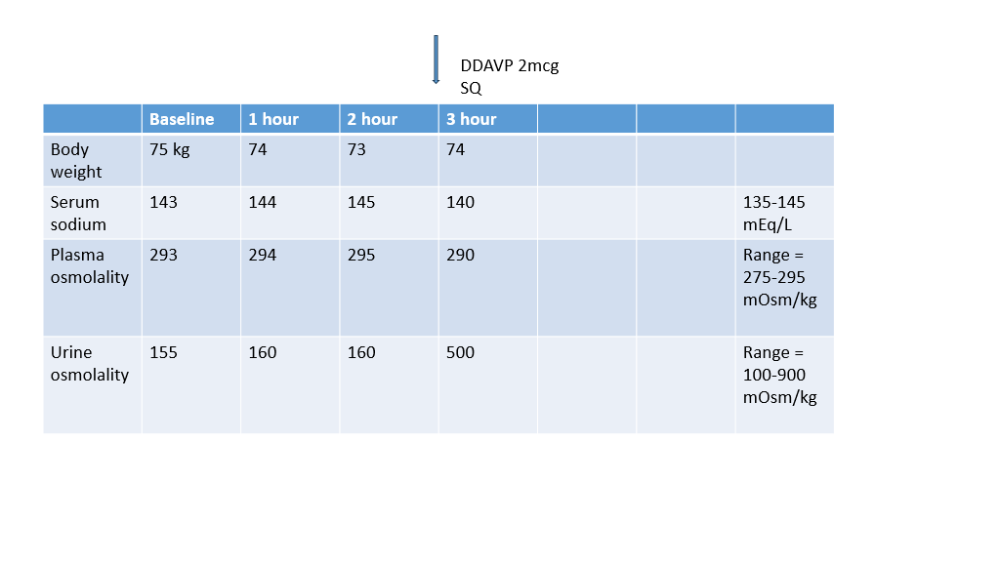 DDAVP 2mcg
SQ
Baseline 1 hour 2 hour 3 hour
Body
weight
75 kg 74 73 74
Serum
sodium
143 144 145 140
135-145
mEq/L
Plasma
osmolality
293 294 295 290
Range =
275-295
mOsm/kg
Urine
osmolality
155 160 160 500
Range =
100-900
mOsm/kg